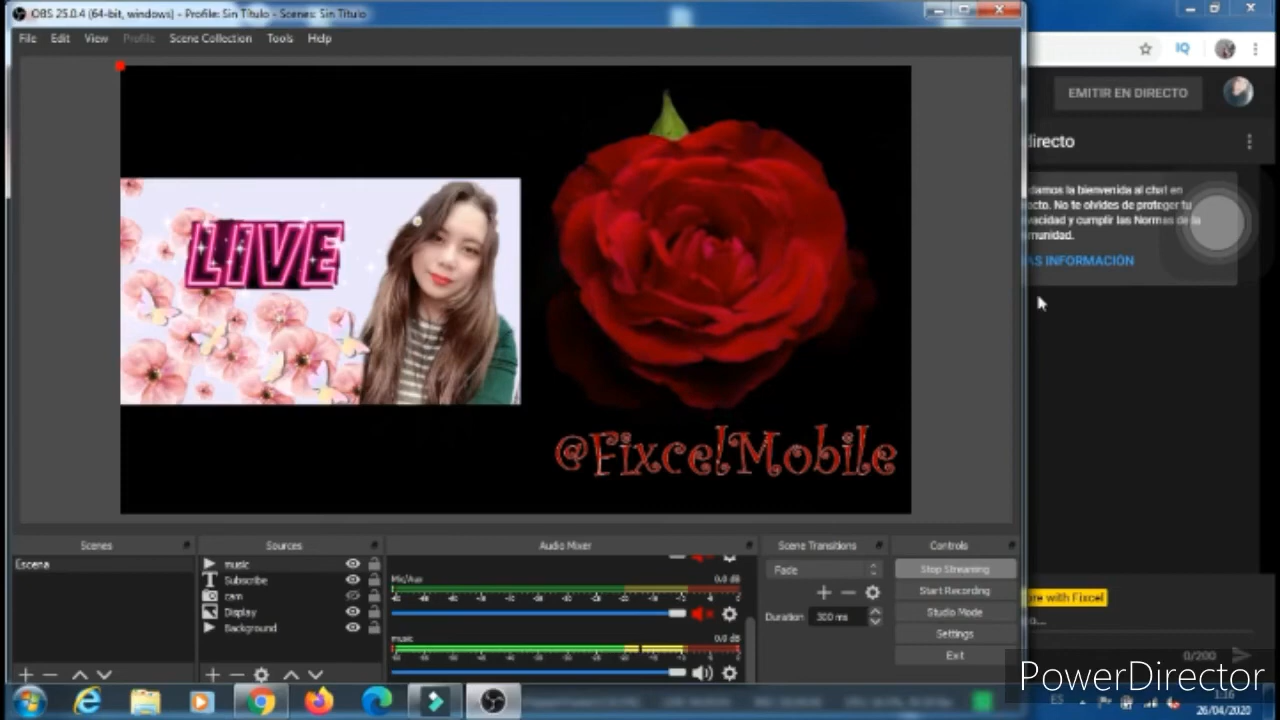 OBS 25.0.4 (64-bit, windows) - Profile: Sin Título - Scenes: Sin Título
File Edit View Profile Scene Collection Tools Help
EMITIR EN DIRECTO
directo
damos la bienvenida al chat en
ecto. No te olvides de proteger tu
vacidad y cumplir las Normas de la
munidad.
AS INFORMACIÓN
LIVE
@FixcelMobile
Scenes
Escena
Sources
music
Subscribe
cam
Display
Background
Audio Mixer
Mic/Aux 0.0 dB
music 0.0 dB
Scene Transitions
Fade
Duration 300 ms
Controls
Stop Streaming
Start Recording
Studio Mode
Settings
Exit
ore with Fixcel
0/200
PowerDirector
ES
1:36
26/04/2020